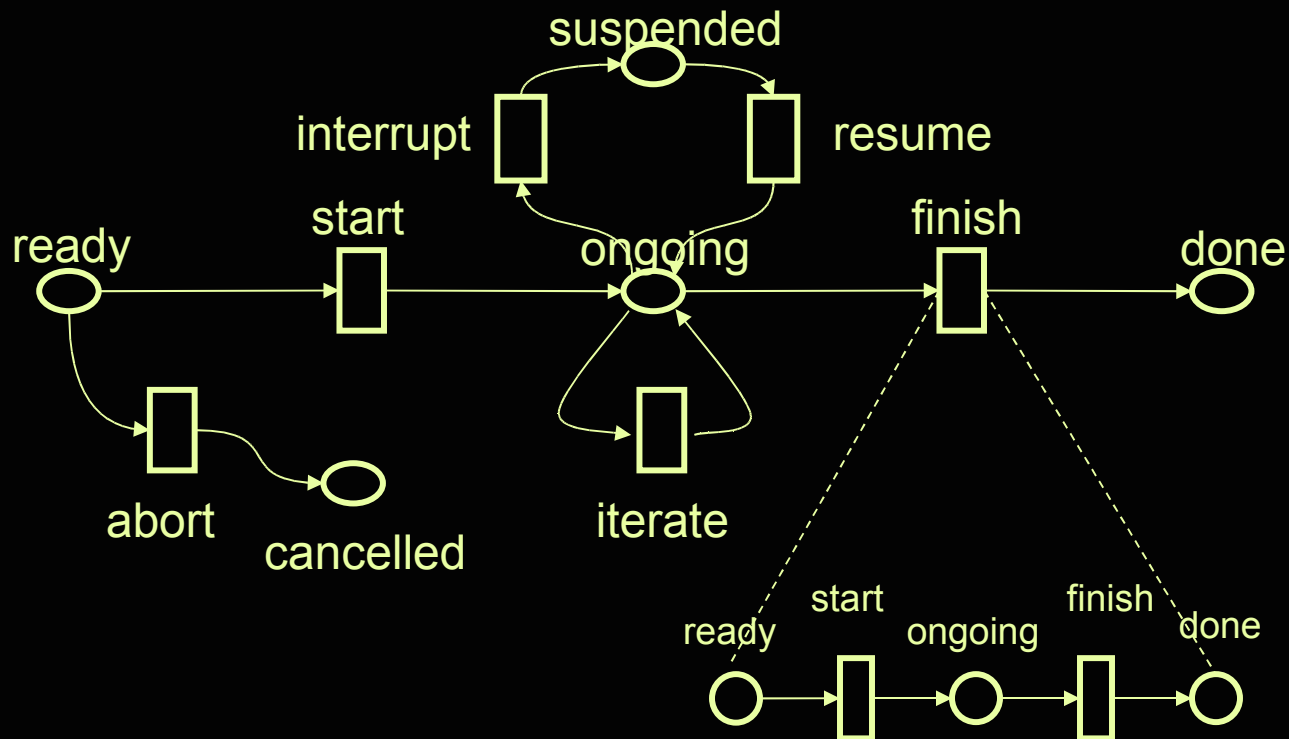 suspended
interrupt
resume
start
finish
ready
ongoing
done
abort
iterate
cancelled
start
finish
ready
ongoing
done